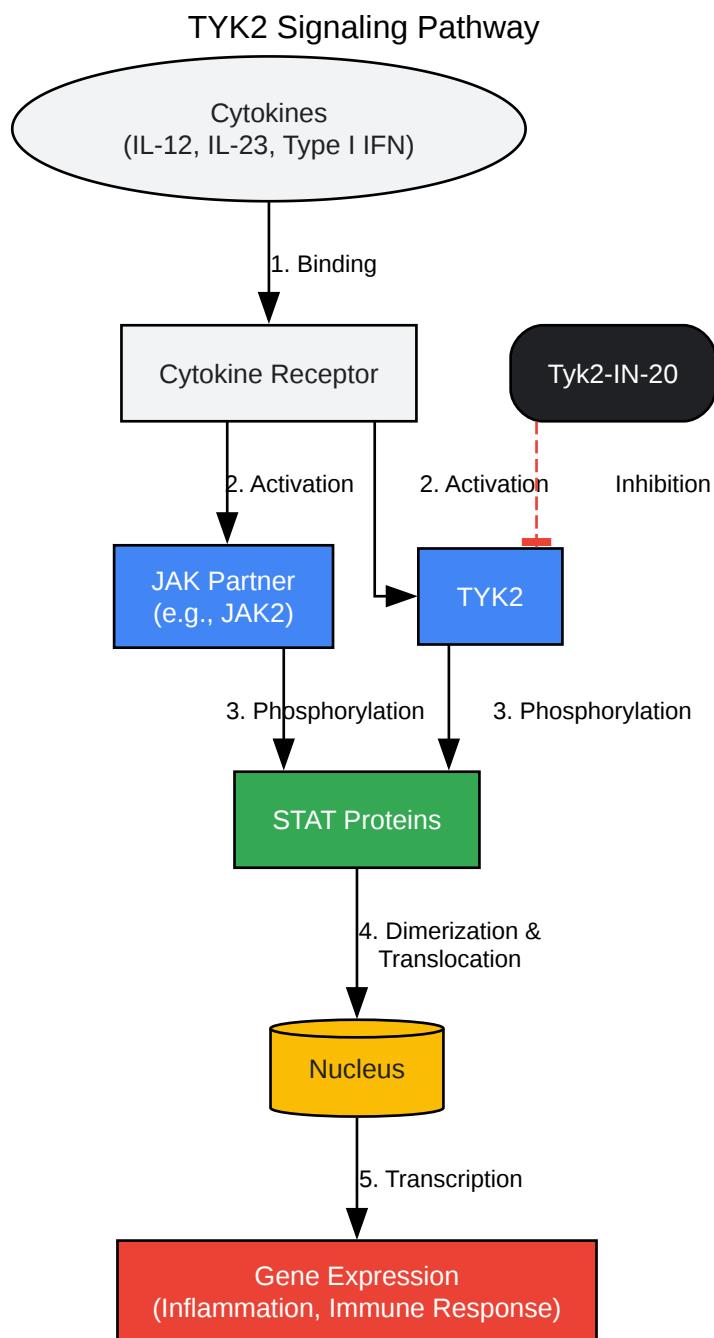 TYK2 Signaling Pathway
Cytokines
(IL-12, IL-23, Type I IFN)
1. Binding
Cytokine Receptor
Tyk2-IN-20
2. Activation
2. Activation
Inhibition
JAK Partner
(e.g., JAK2)
TYK2
3. Phosphorylation
3. Phosphorylation
STAT Proteins
4. Dimerization &
Translocation
Nucleus
5. Transcription
Gene Expression
(Inflammation, Immune Response)